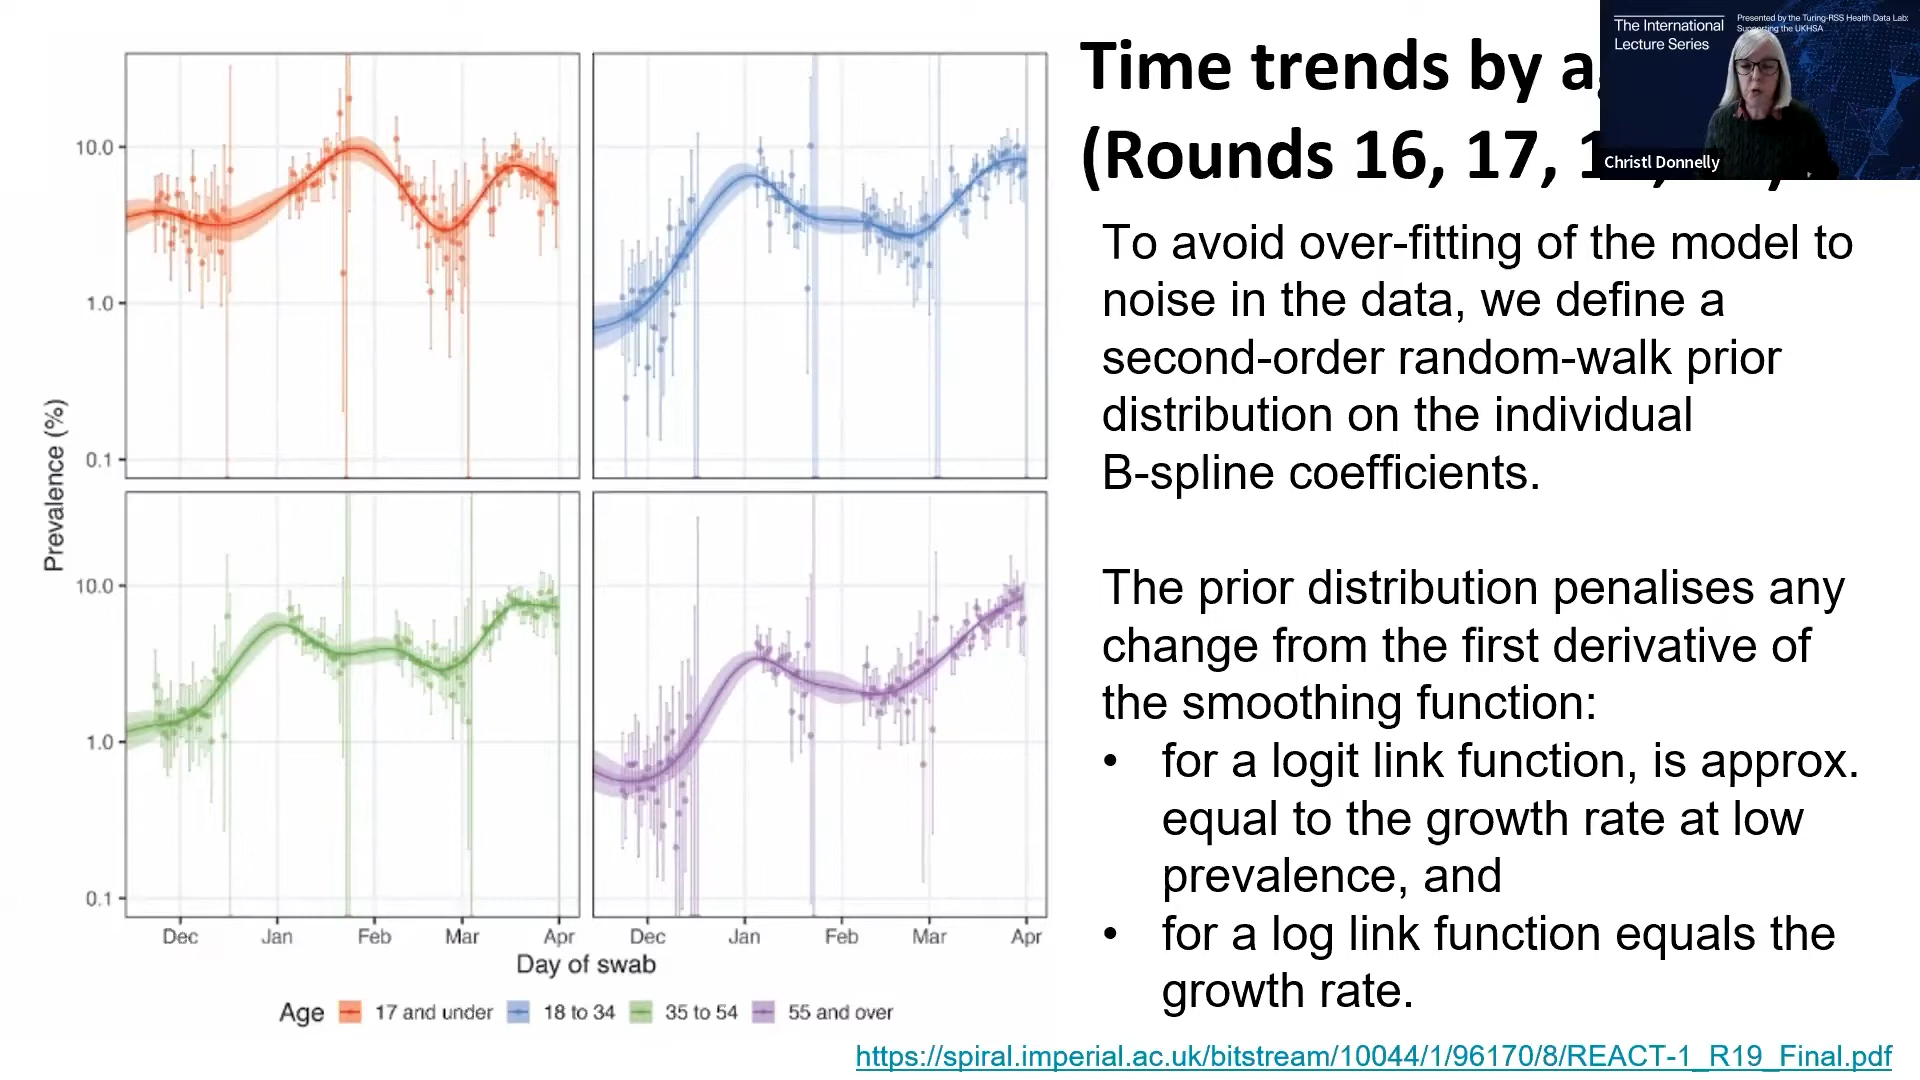 Time trends by a
(Rounds 16, 17, 1
The International
Lecture Series
Presented by the Turing-RSS Health Data Lab:
Supporting the UKHSA
Christl Donnelly
To avoid over-fitting of the model to
noise in the data, we define a
second-order random-walk prior
distribution on the individual
B-spline coefficients.
The prior distribution penalises any
change from the first derivative of
the smoothing function:
• for a logit link function, is approx.
equal to the growth rate at low
prevalence, and
• for a log link function equals the
growth rate.
Prevalence (%)
10.0
1.0
0.1
10.0
1.0
0.1
Dec Jan Feb Mar Apr Dec Jan Feb Mar Apr
Day of swab
Age 17 and under 18 to 34 35 to 54 55 and over
https://spiral.imperial.ac.uk/bitstream/10044/1/96170/8/REACT-1_R19_Final.pdf